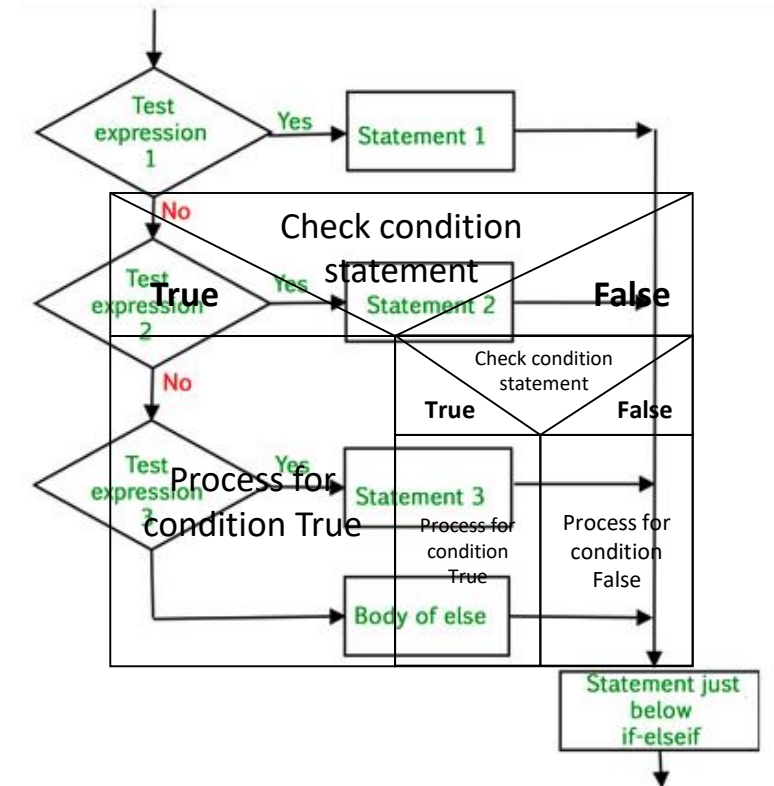 Test
expression
1
Yes
Statement 1
No
Check condition
statement
Test
expression
2
True
Yes
Statement 2
False
Check condition
statement
True
False
No
Test
expression
3
Yes
Statement 3
Process for
condition True
Process for
condition
True
Process for
condition
False
Body of else
Statement just
below
if-elseif